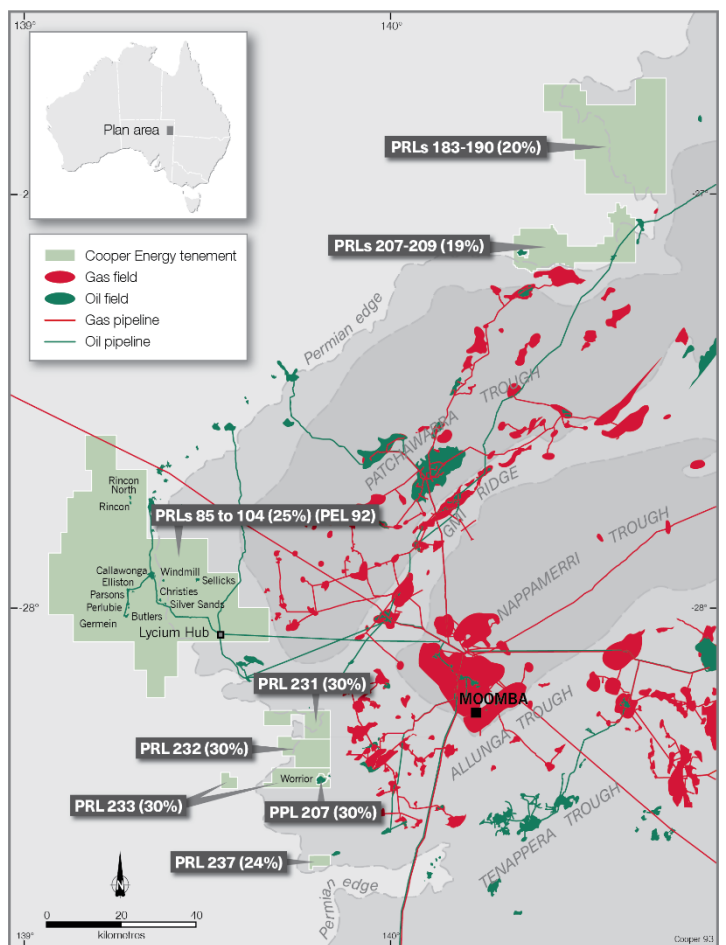 139°
140°
Plan area
PRLs 183-190 (20%)
-27°
PRLs 207-209 (19%)
Cooper Energy tenement
Gas field
Oil field
Gas pipeline
Oil pipeline
Permian edge
PATCHAWARRA TROUGH
GMI RIDGE
NAPPAMERRI TROUGH
Rincon
North
Rincon
PRLs 85 to 104 (25%) (PEL 92)
Callawonga
Windmill
Elliston
Sellicks
Parsons
Christies
Perlubie
Silver Sands
Butlers
Germein
Lycium Hub
-28°
-28°
PRL 231 (30%)
MOOMBA
ALLUNGA TROUGH
PRL 232 (30%)
Worrior
PRL 233 (30%)
PPL 207 (30%)
TENAPPERA TROUGH
PRL 237 (24%)
Permian edge
N
0 20 40
kilometres
139°
140°
Cooper 93